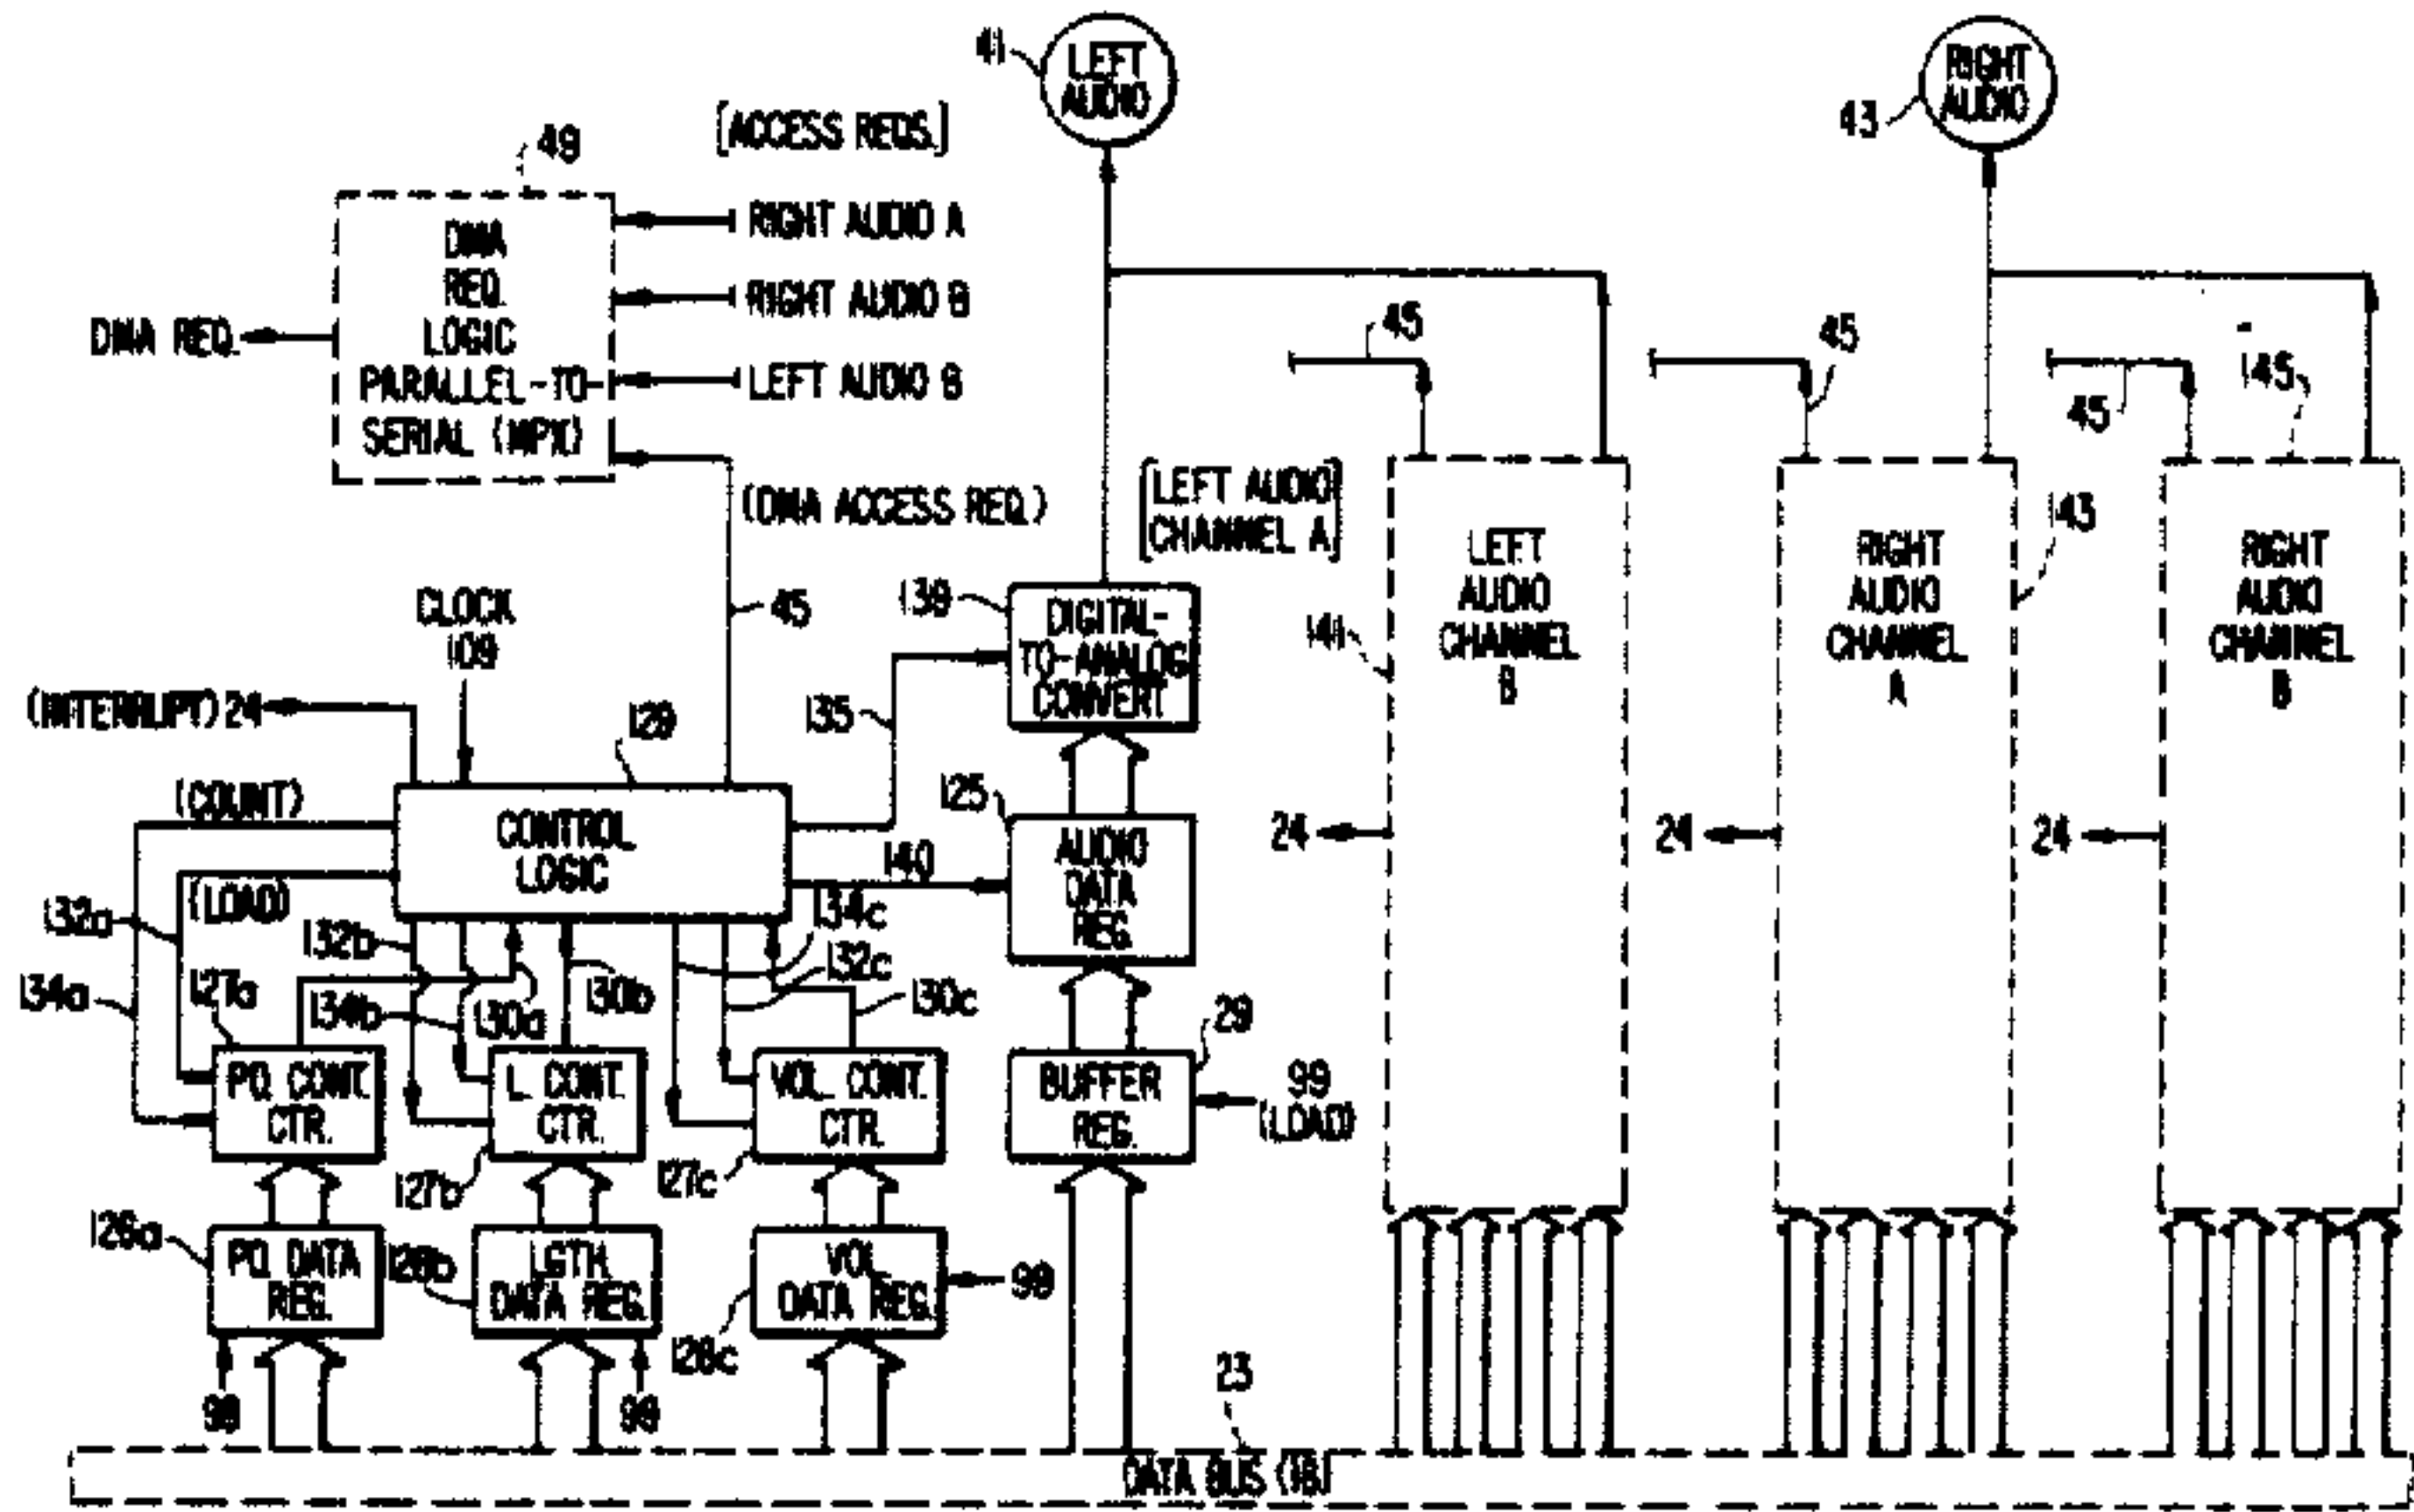 41
LEFT
AUDIO
RIGHT
AUDIO
43
[ACCESS REQS.]
49
RIGHT AUDIO A
RIGHT AUDIO B
LEFT AUDIO B
DMA
REQ.
LOGIC
PARALLEL-TO-
SERIAL (MPX)
DMA REQ.
(DMA ACCESS REQ.)
45
45
45
145
[LEFT AUDIO
CHANNEL A]
LEFT
AUDIO
CHANNEL
B
RIGHT
AUDIO
CHANNEL
A
143
RIGHT
AUDIO
CHANNEL
B
CLOCK
109
45
139
DIGITAL-
TO-ANALOG
CONVERT
141
(INTERRUPT) 24
129
135
(COUNT)
CONTROL
LOGIC
125
AUDIO
DATA
REG.
24
24
24
140
(LOAD)
132a
132b
134c
132c
134a
127a
134b
130a
130b
130c
29
PD. CONT.
CTR.
L CONT.
CTR.
VOL. CONT.
CTR.
BUFFER
REG.
99
(LOAD)
127b
127c
126a
PD. DATA
REG.
LGTH.
DATA REG.
VOL.
DATA REG.
99
99
99
23
DATA BUS (16)